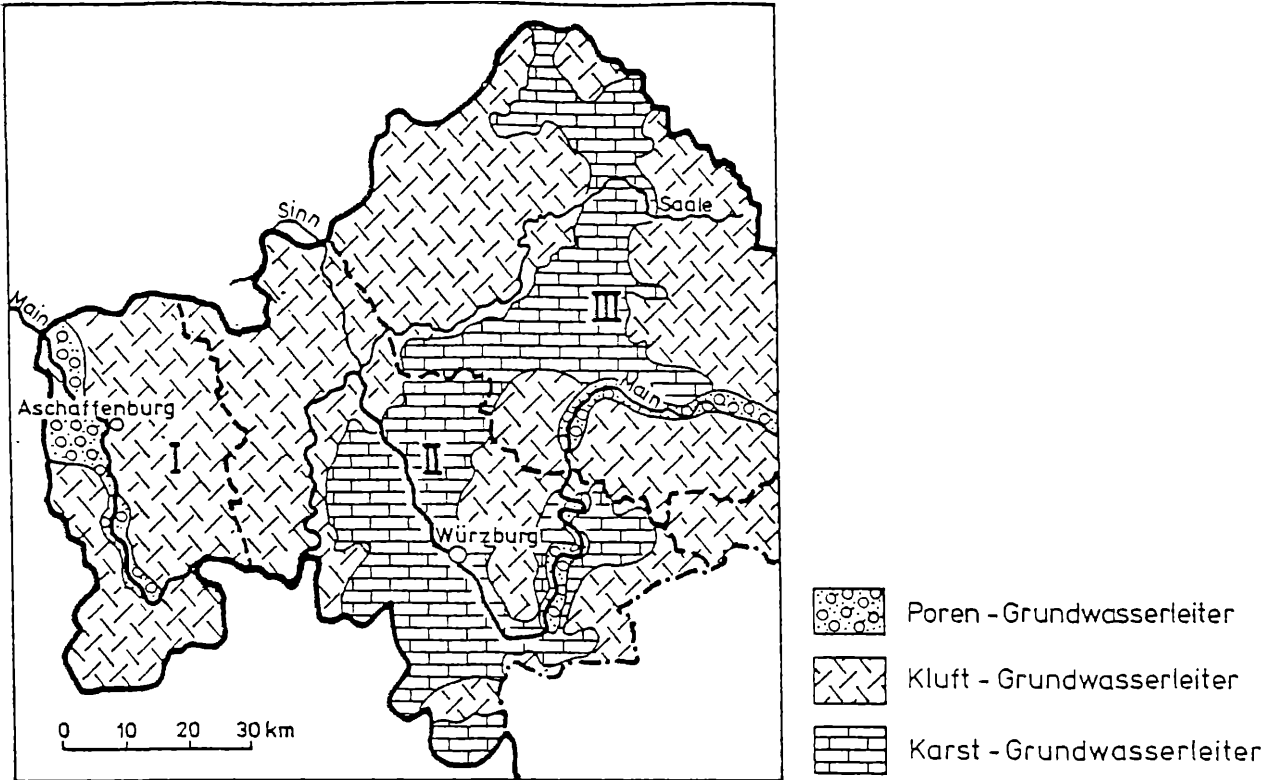 Sinn
Saale
Main
III
Main
Aschaffenburg
I
II
Würzburg
0 10 20 30 km
Poren - Grundwasserleiter
Kluft - Grundwasserleiter
Karst - Grundwasserleiter